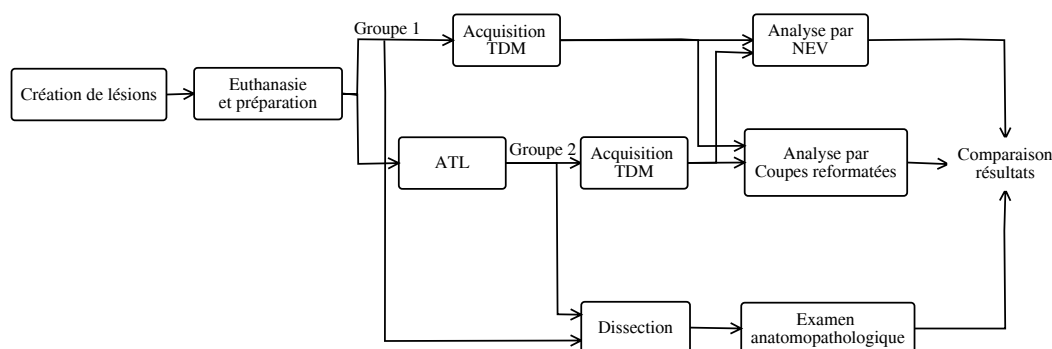 Groupe 1
Acquisition
TDM
Analyse par
NEV
Création de lésions
Euthanasie
et préparation
ATL
Groupe 2
Acquisition
TDM
Analyse par
Coupes reformatées
Comparaison
résultats
Dissection
Examen
anatomopathologique